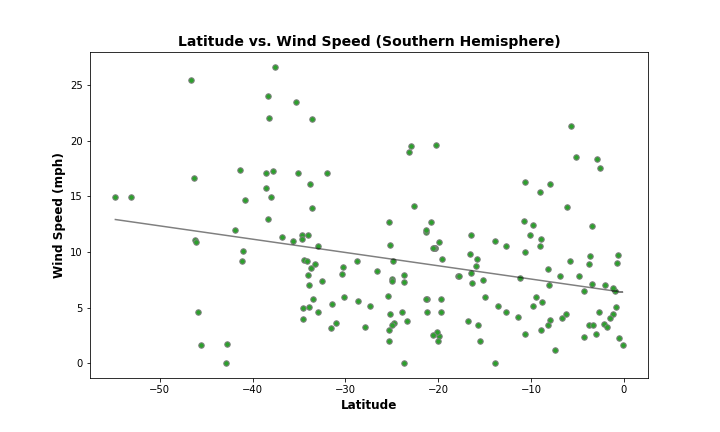 Latitude vs. Wind Speed (Southern Hemisphere)
25
20
15
10
5
0
Wind Speed (mph)
−50 −40 −30 −20 −10 0
Latitude